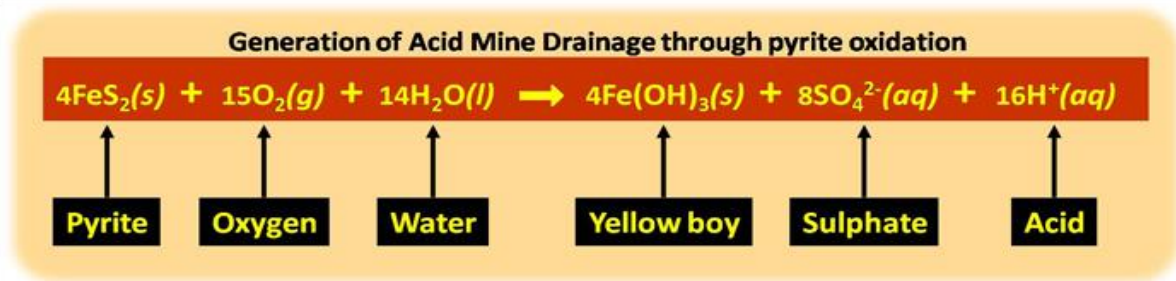 Generation of Acid Mine Drainage through pyrite oxidation
4FeS₂(s) + 15O₂(g) + 14H₂O(l) → 4Fe(OH)₃(s) + 8SO₄²⁻(aq) + 16H⁺(aq)
Pyrite Oxygen Water Yellow boy Sulphate Acid